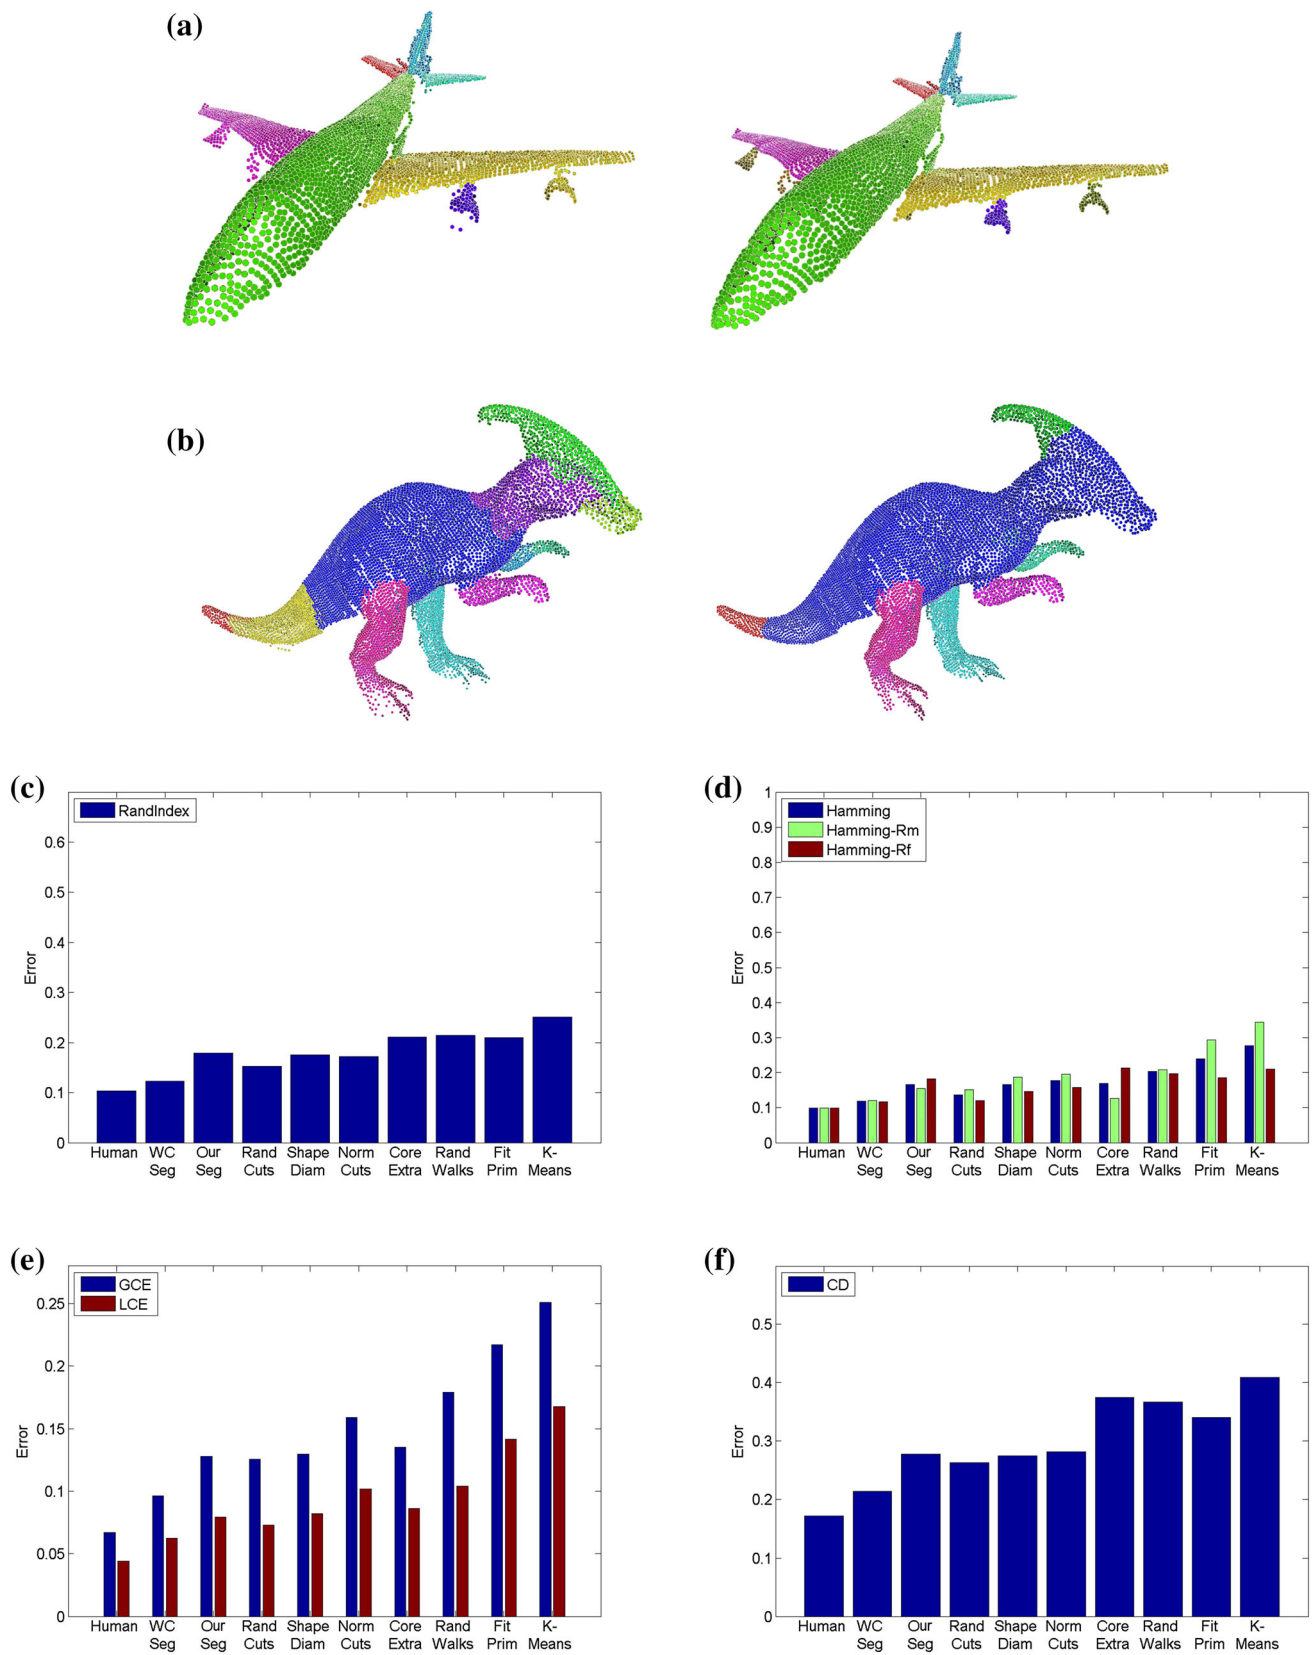 (a)
(b)
(c)
RandIndex
0.6
0.5
0.4
0.3
0.2
0.1
0
Error
Human WC Seg Our Seg Rand Cuts Shape Diam Norm Cuts Core Extra Rand Walks Fit Prim K-Means
(d)
Hamming
Hamming-Rm
Hamming-Rf
1
0.9
0.8
0.7
0.6
0.5
0.4
0.3
0.2
0.1
0
Error
Human WC Seg Our Seg Rand Cuts Shape Diam Norm Cuts Core Extra Rand Walks Fit Prim K-Means
(e)
GCE
LCE
0.25
0.2
0.15
0.1
0.05
0
Error
Human WC Seg Our Seg Rand Cuts Shape Diam Norm Cuts Core Extra Rand Walks Fit Prim K-Means
(f)
CD
0.5
0.4
0.3
0.2
0.1
0
Error
Human WC Seg Our Seg Rand Cuts Shape Diam Norm Cuts Core Extra Rand Walks Fit Prim K-Means